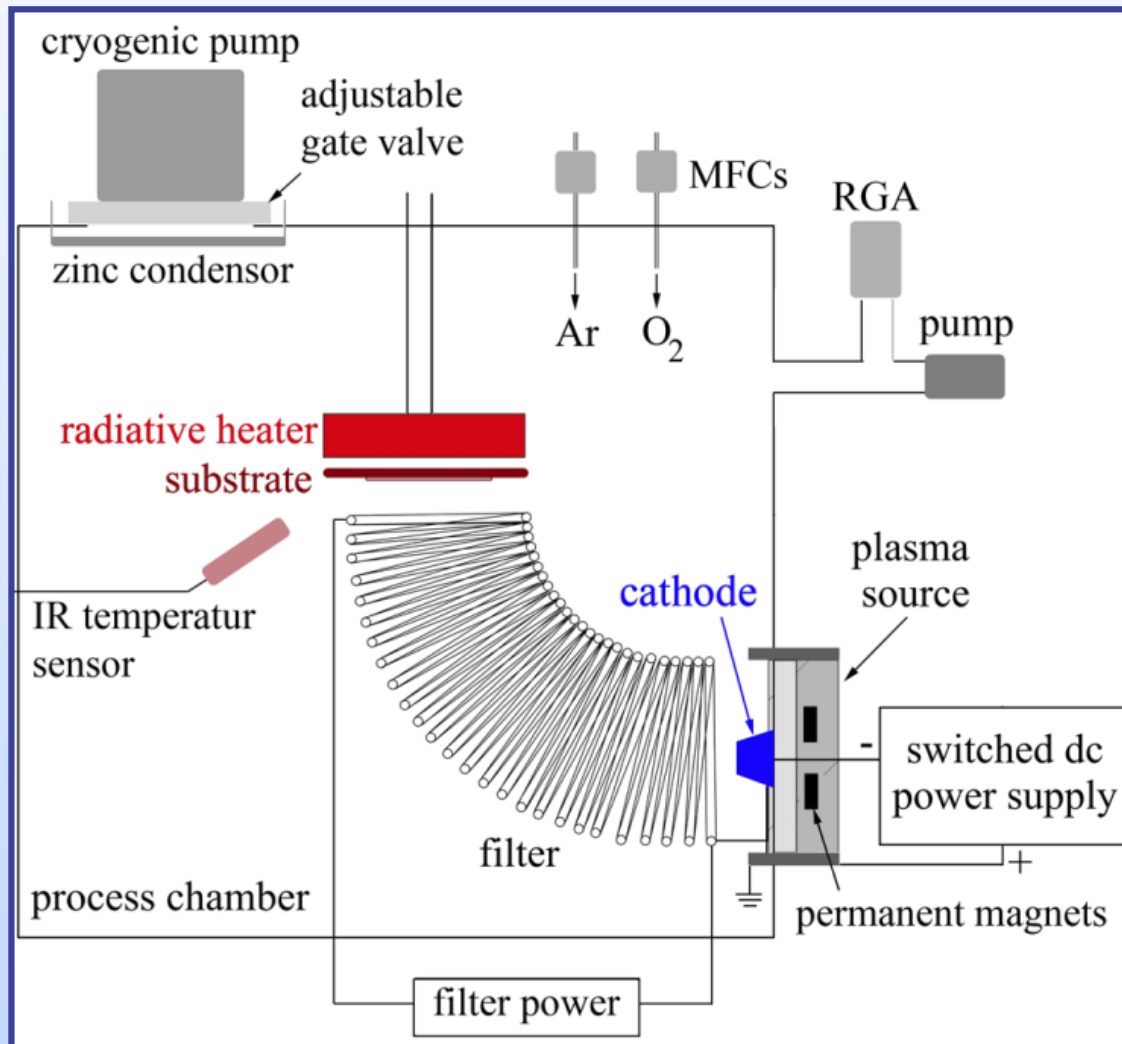 cryogenic pump
adjustable
gate valve
zinc condensor
MFCs
Ar
O2
RGA
pump
radiative heater
substrate
IR temperatur
sensor
cathode
plasma
source
-
switched dc
power supply
+
filter
permanent magnets
process chamber
filter power